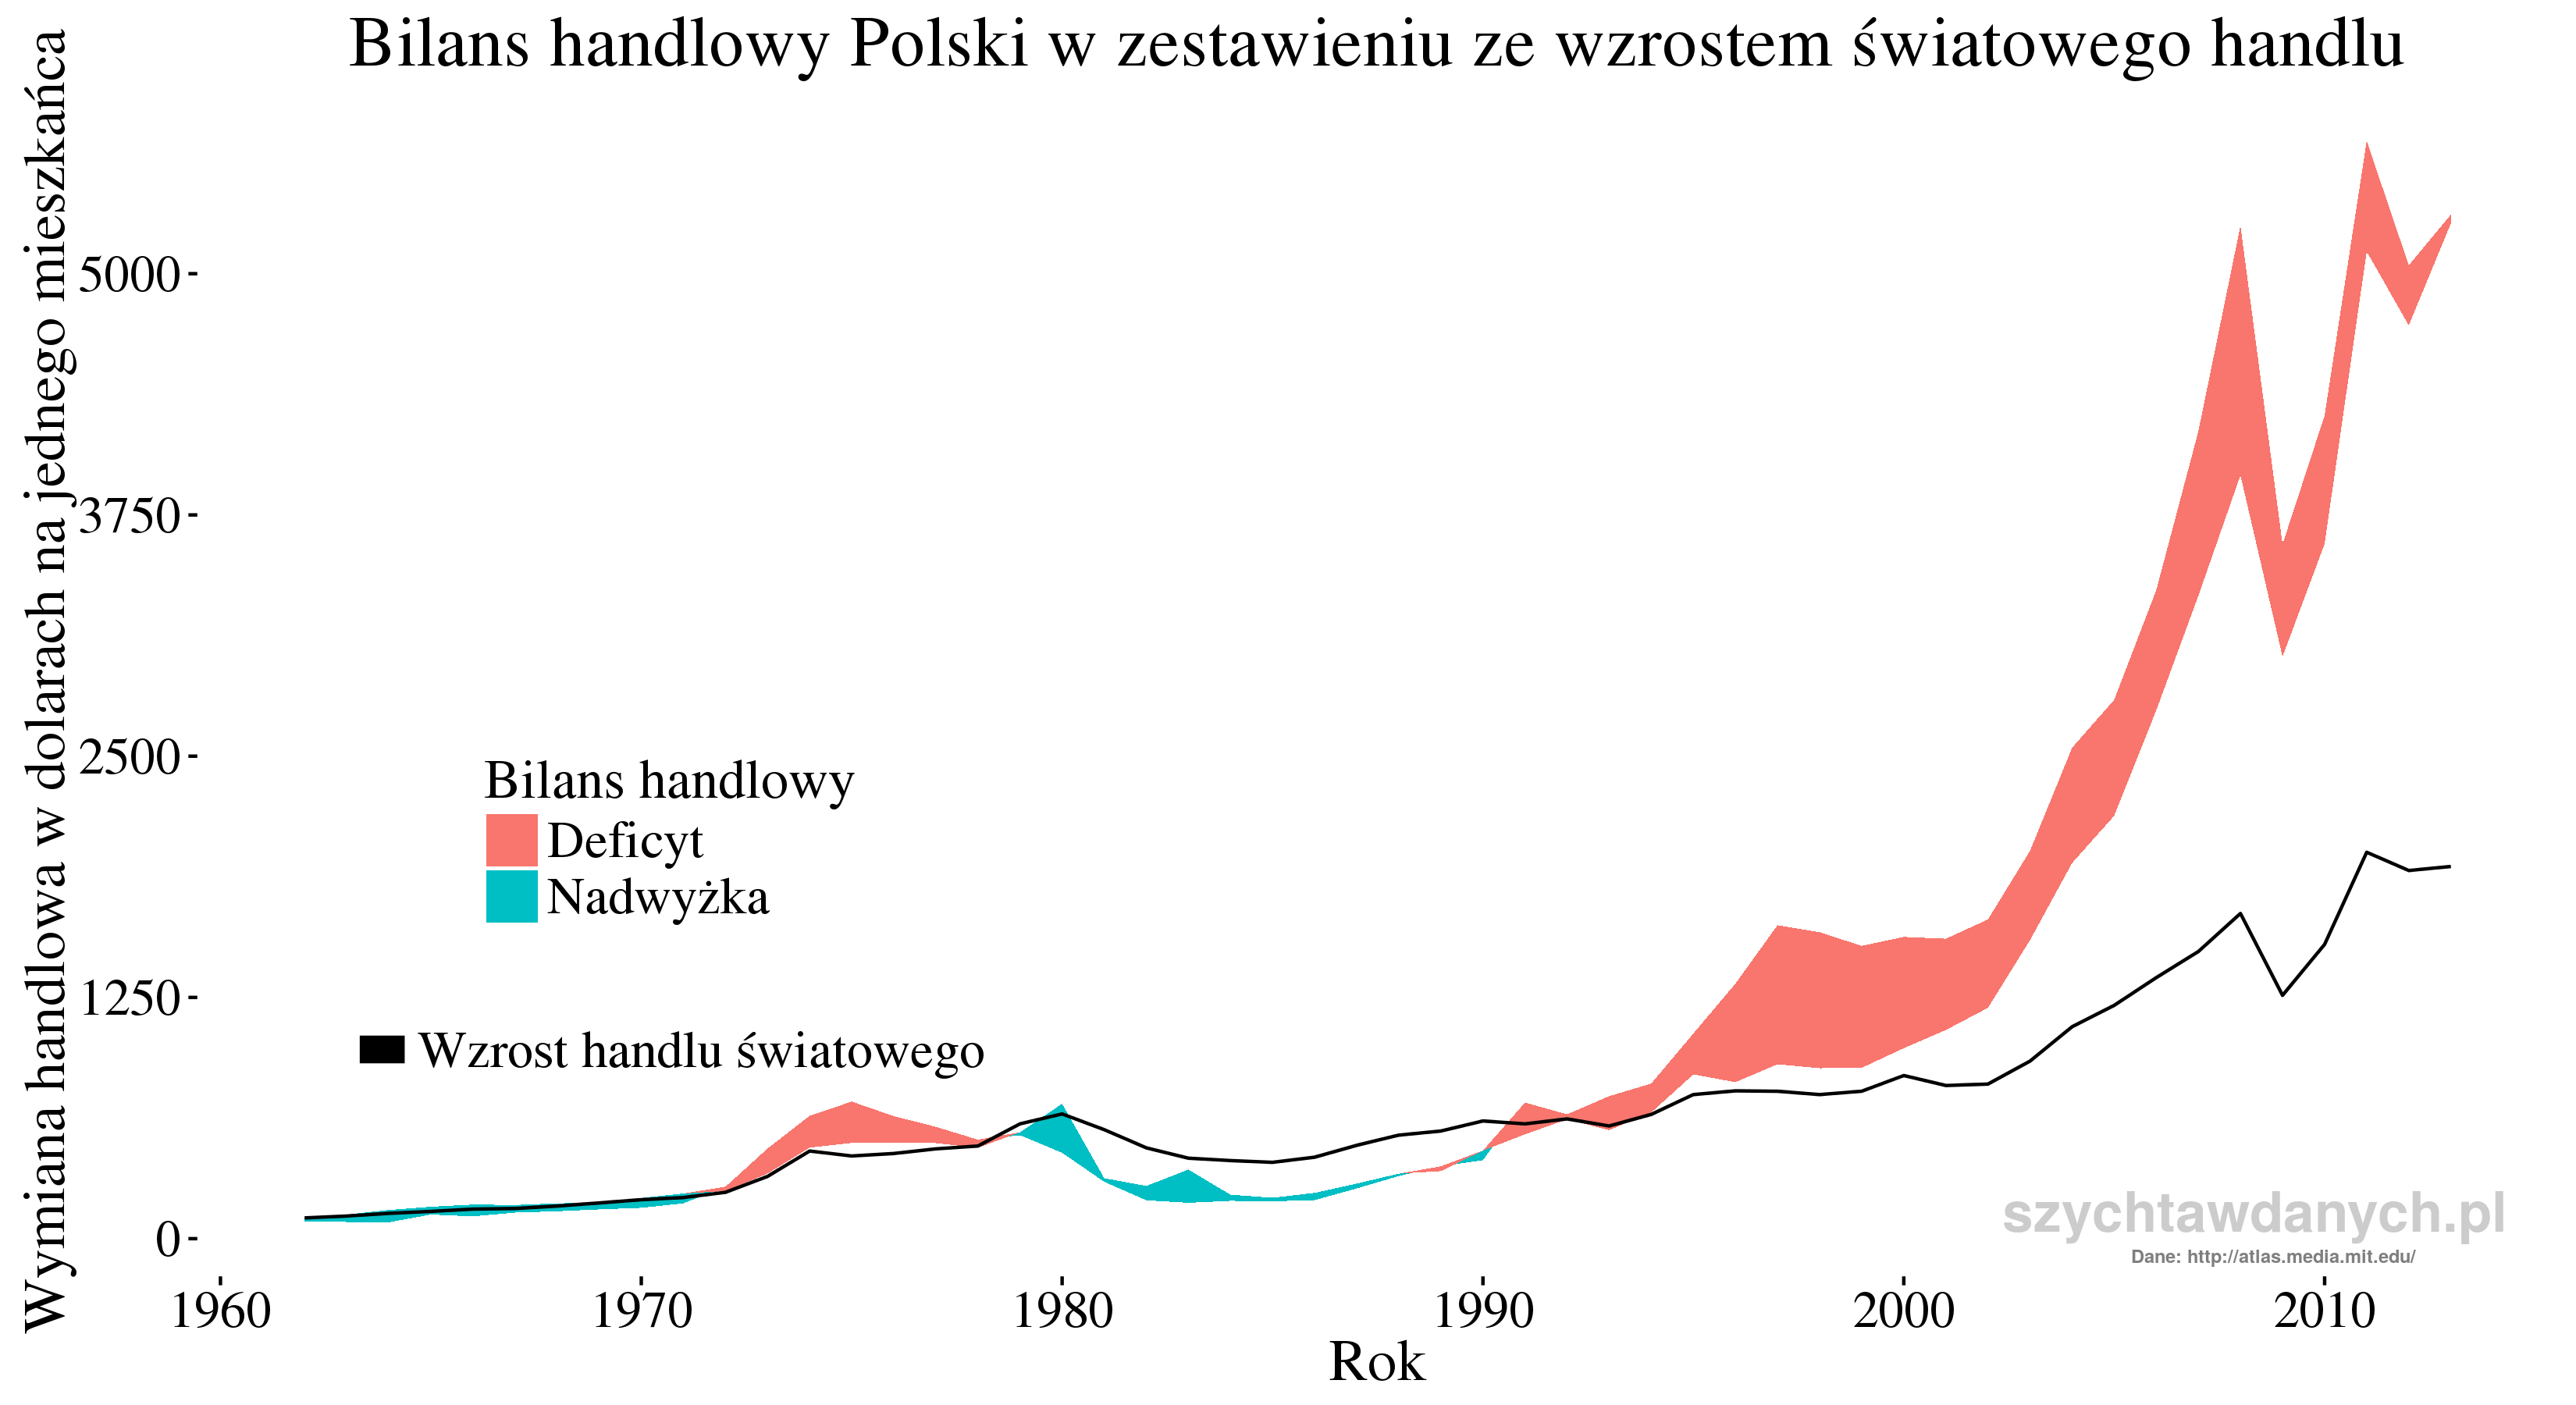 Bilans handlowy Polski w zestawieniu ze wzrostem światowego handlu
Wymiana handlowa w dolarach na jednego mieszkańca
5000
3750
2500
1250
0
Bilans handlowy
Deficyt
Nadwyżka
Wzrost handlu światowego
szychtawdanych.pl
Dane: http://atlas.media.mit.edu/
1960 1970 1980 1990 2000 2010
Rok